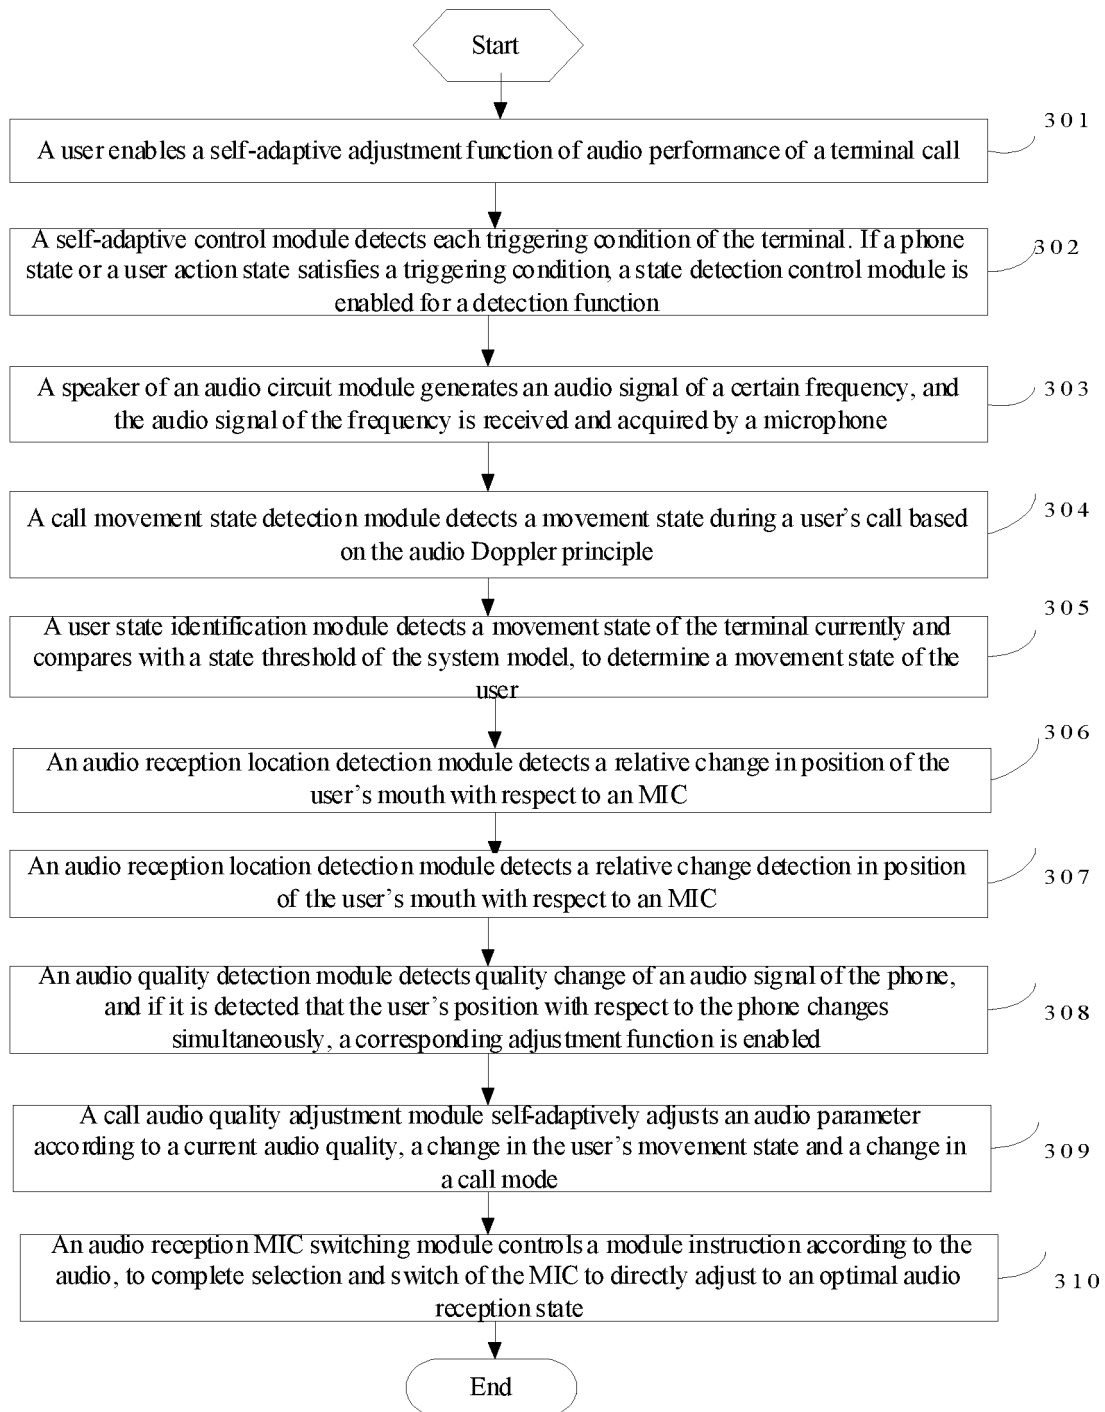 Start
301
A user enables a self-adaptive adjustment function of audio performance of a terminal call
302
A self-adaptive control module detects each triggering condition of the terminal. If a phone
state or a user action state satisfies a triggering condition, a state detection control module is
enabled for a detection function
303
A speaker of an audio circuit module generates an audio signal of a certain frequency, and
the audio signal of the frequency is received and acquired by a microphone
304
A call movement state detection module detects a movement state during a user's call based
on the audio Doppler principle
305
A user state identification module detects a movement state of the terminal currently and
compares with a state threshold of the system model, to determine a movement state of the
user
306
An audio reception location detection module detects a relative change in position of the
user's mouth with respect to an MIC
307
An audio reception location detection module detects a relative change detection in position
of the user's mouth with respect to an MIC
308
An audio quality detection module detects quality change of an audio signal of the phone,
and if it is detected that the user's position with respect to the phone changes
simultaneously, a corresponding adjustment function is enabled
309
A call audio quality adjustment module self-adaptively adjusts an audio parameter
according to a current audio quality, a change in the user's movement state and a change in
a call mode
310
An audio reception MIC switching module controls a module instruction according to the
audio, to complete selection and switch of the MIC to directly adjust to an optimal audio
reception state
End